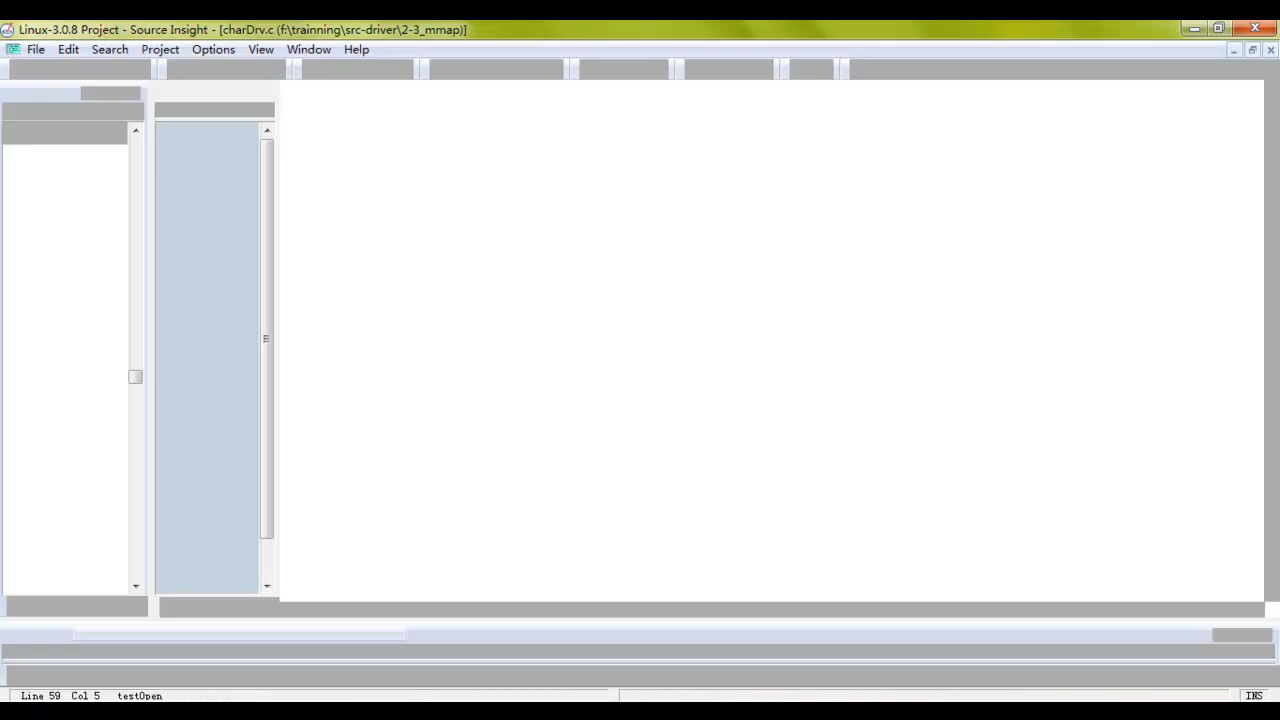 Linux-3.0.8 Project - Source Insight - [charDrv.c (f:\trainning\src-driver\2-3_mmap)]
File Edit Search Project Options View Window Help
Line 59 Col 5 testOpen INS